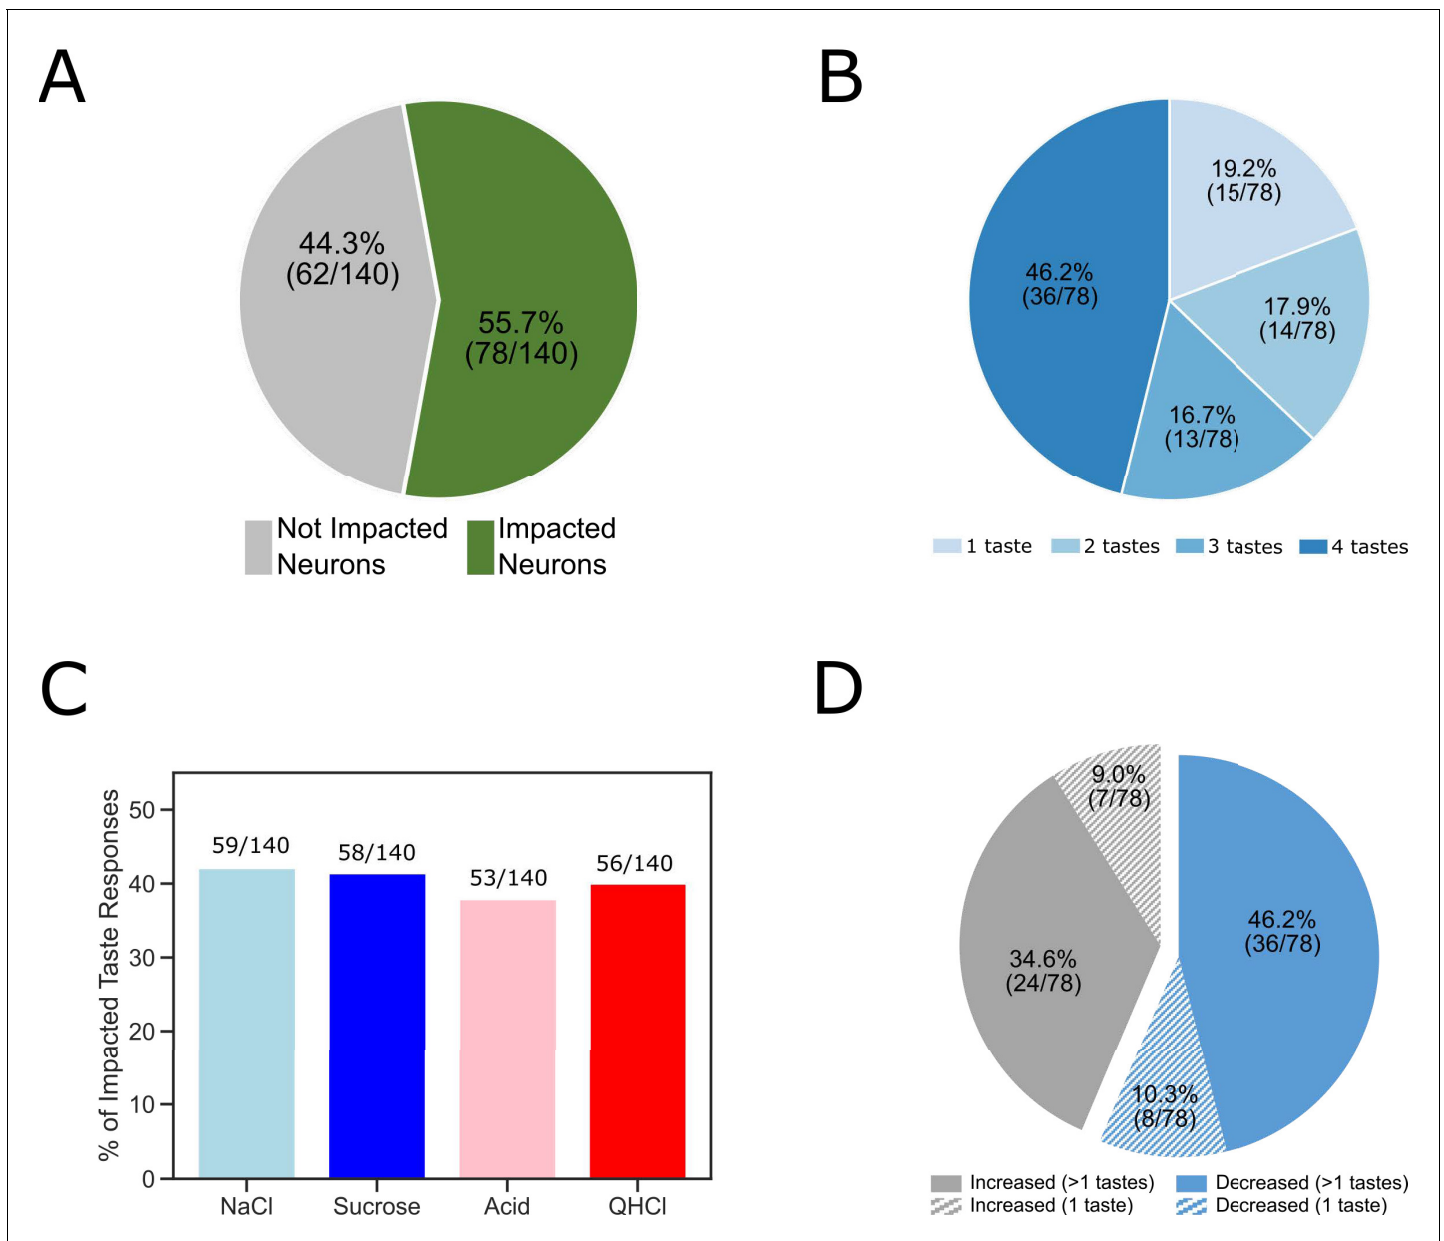 A
44.3%
(62/140)
55.7%
(78/140)
Not Impacted
Neurons
Impacted
Neurons
B
19.2%
(15/78)
46.2%
(36/78)
17.9%
(14/78)
16.7%
(13/78)
1 taste
2 tastes
3 tastes
4 tastes
C
% of Impacted Taste Responses
50
40
30
20
10
0
59/140
58/140
53/140
56/140
NaCl
Sucrose
Acid
QHCl
D
9.0%
(7/78)
46.2%
(36/78)
34.6%
(24/78)
10.3%
(8/78)
Increased (>1 tastes)
Decreased (>1 tastes)
Increased (1 taste)
Decreased (1 taste)